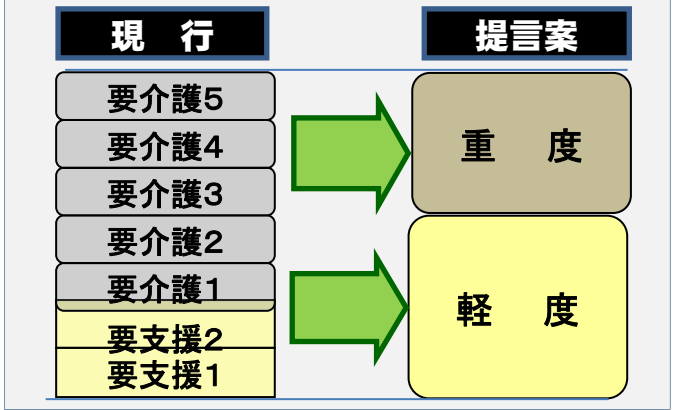 現　行
提言案
要介護５
要介護４
要介護３
要介護２
要介護１
要支援２
要支援１
重　度
軽　度